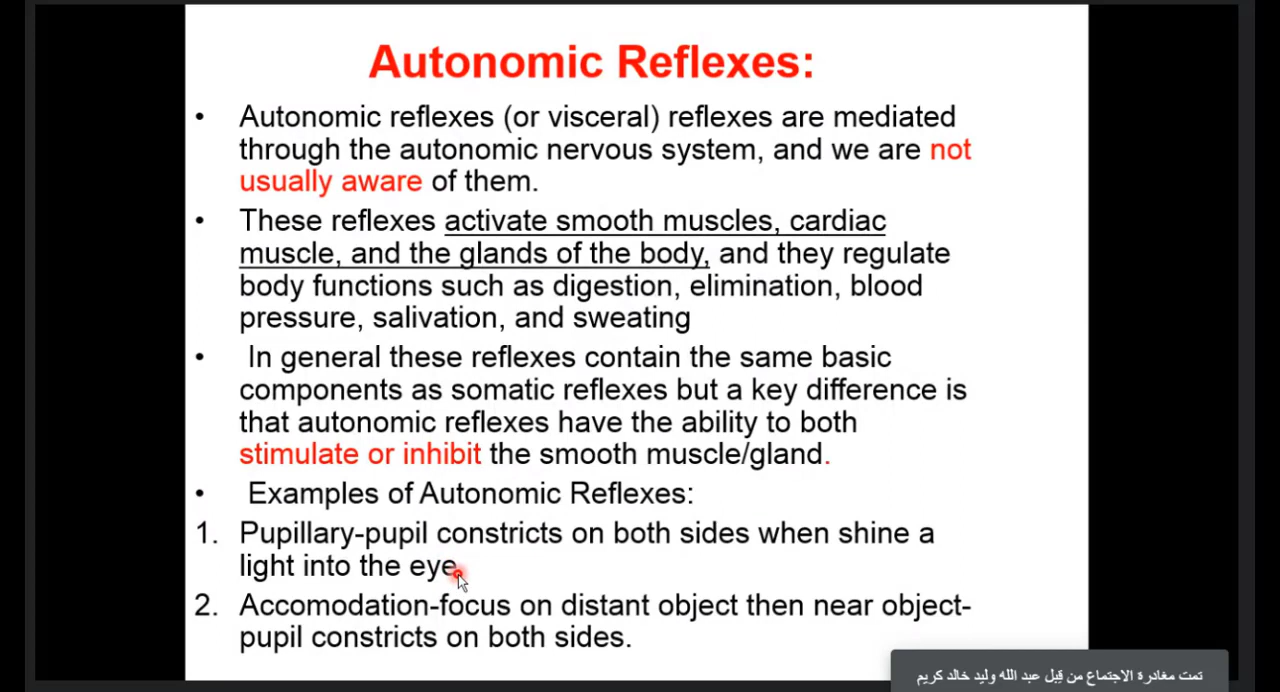 Autonomic Reflexes:
• Autonomic reflexes (or visceral) reflexes are mediated
through the autonomic nervous system, and we are not
usually aware of them.
• These reflexes activate smooth muscles, cardiac
muscle, and the glands of the body, and they regulate
body functions such as digestion, elimination, blood
pressure, salivation, and sweating
• In general these reflexes contain the same basic
components as somatic reflexes but a key difference is
that autonomic reflexes have the ability to both
stimulate or inhibit the smooth muscle/gland.
• Examples of Autonomic Reflexes:
1. Pupillary-pupil constricts on both sides when shine a
light into the eye
2. Accomodation-focus on distant object then near object-
pupil constricts on both sides.
تمت مغادرة الاجتماع من قِبل عبد الله وليد خالد كريم